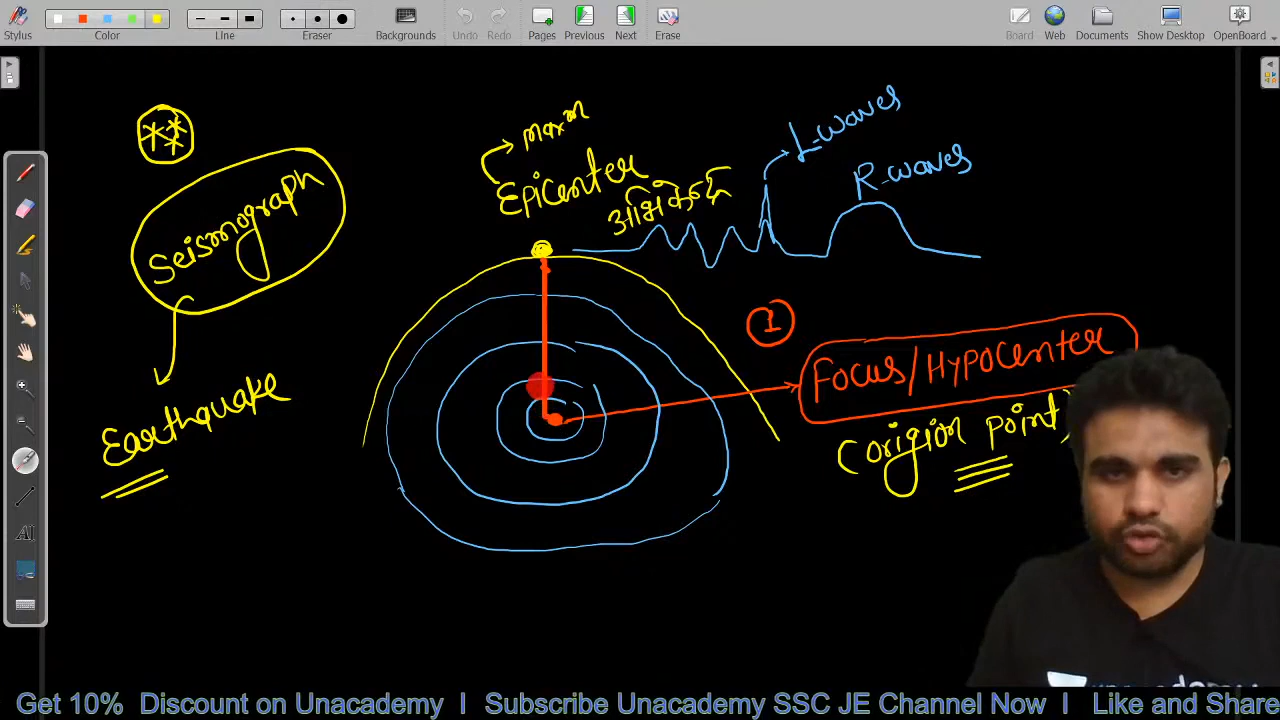 Stylus
Color
Line
Eraser
Backgrounds
Undo
Redo
Pages
Previous
Next
Erase
Board
Web
Documents
Show Desktop
OpenBoard
**
*
Seismograph
Earthquake
maxm
Epicenter
L-waves
R-waves
1
Focus/Hypocenter
(origion point)
Get 10% Discount on Unacademy I Subscribe Unacademy SSC JE Channel Now I Like and Share